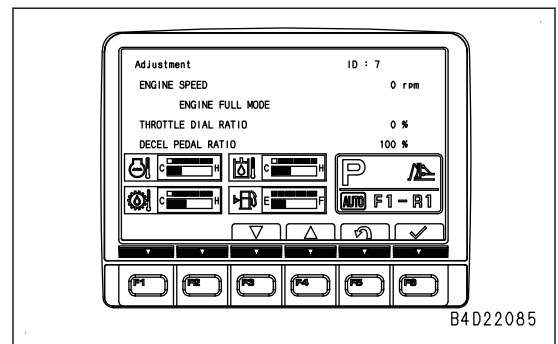 Adjustment ID : 7
ENGINE SPEED 0 rpm
ENGINE FULL MODE
THROTTLE DIAL RATIO 0 %
DECEL PEDAL RATIO 100 %
C H C H P
C H E F AUTO F1-R1
F1 F2 F3 F4 F5 F6
B4D22085